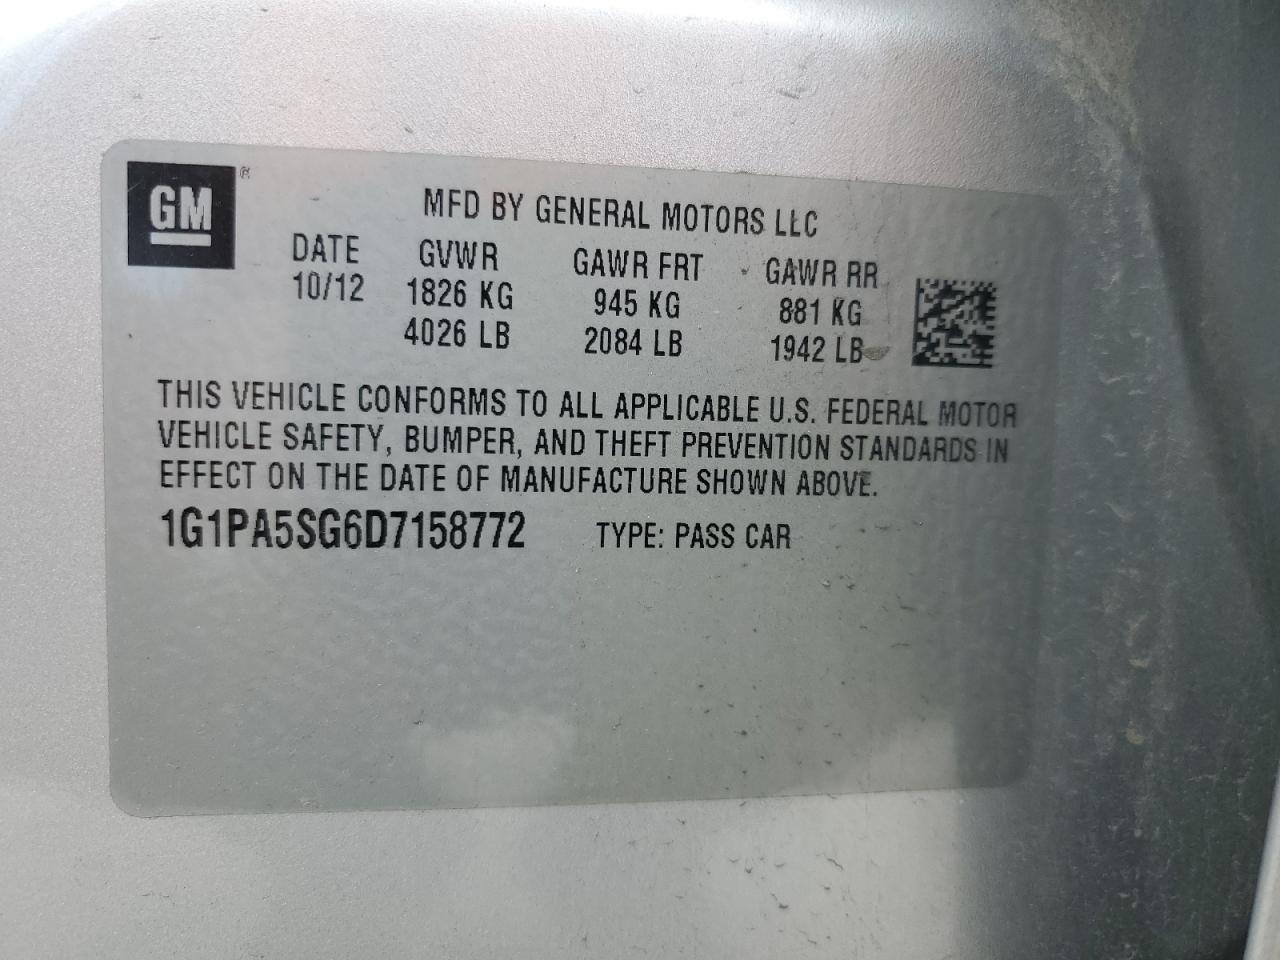 GM®
MFD BY GENERAL MOTORS LLC
DATE GVWR GAWR FRT GAWR RR
10/12 1826 KG 945 KG 881 KG
4026 LB 2084 LB 1942 LB
THIS VEHICLE CONFORMS TO ALL APPLICABLE U.S. FEDERAL MOTOR
VEHICLE SAFETY, BUMPER, AND THEFT PREVENTION STANDARDS IN
EFFECT ON THE DATE OF MANUFACTURE SHOWN ABOVE.
1G1PA5SG6D7158772 TYPE: PASS CAR